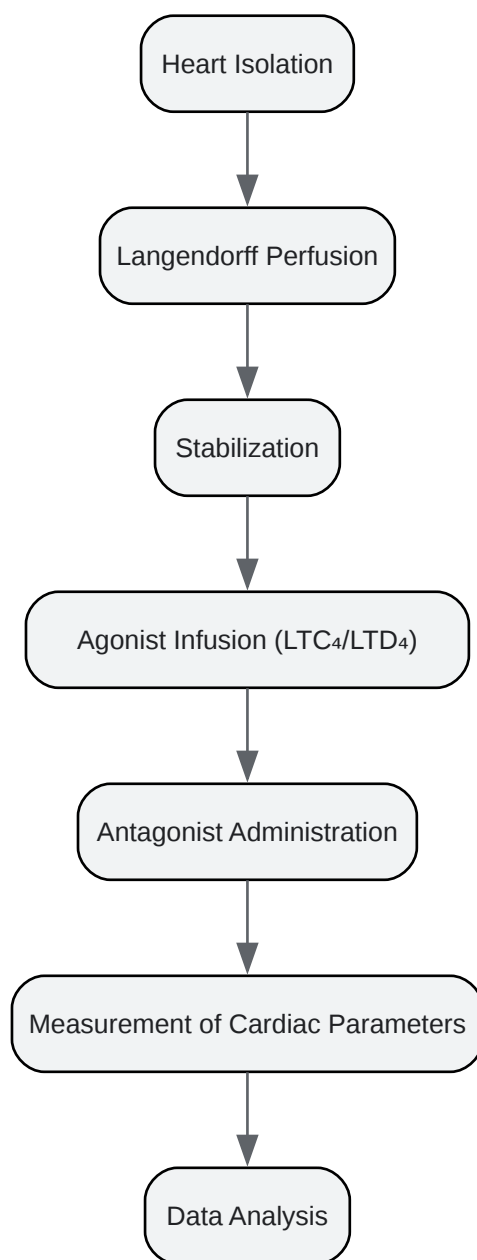 Heart Isolation
Langendorff Perfusion
Stabilization
Agonist Infusion (LTC₄/LTD₄)
Antagonist Administration
Measurement of Cardiac Parameters
Data Analysis